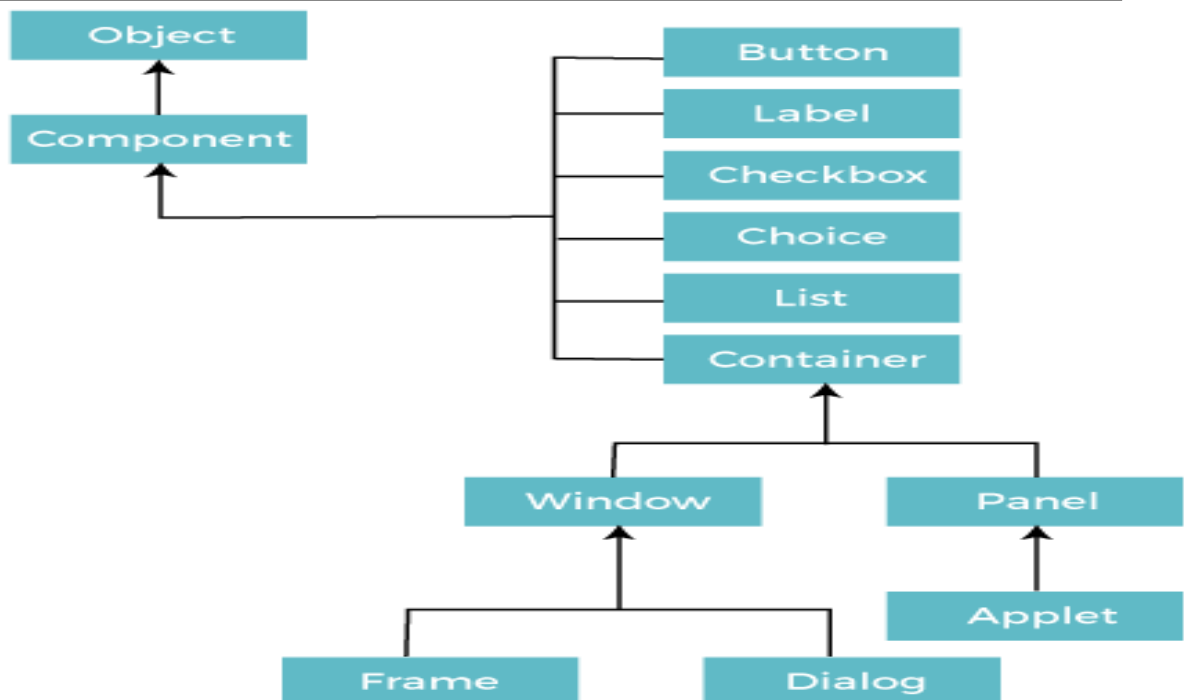 Object
Component
Button
Label
Checkbox
Choice
List
Container
Window
Panel
Applet
Frame
Dialog